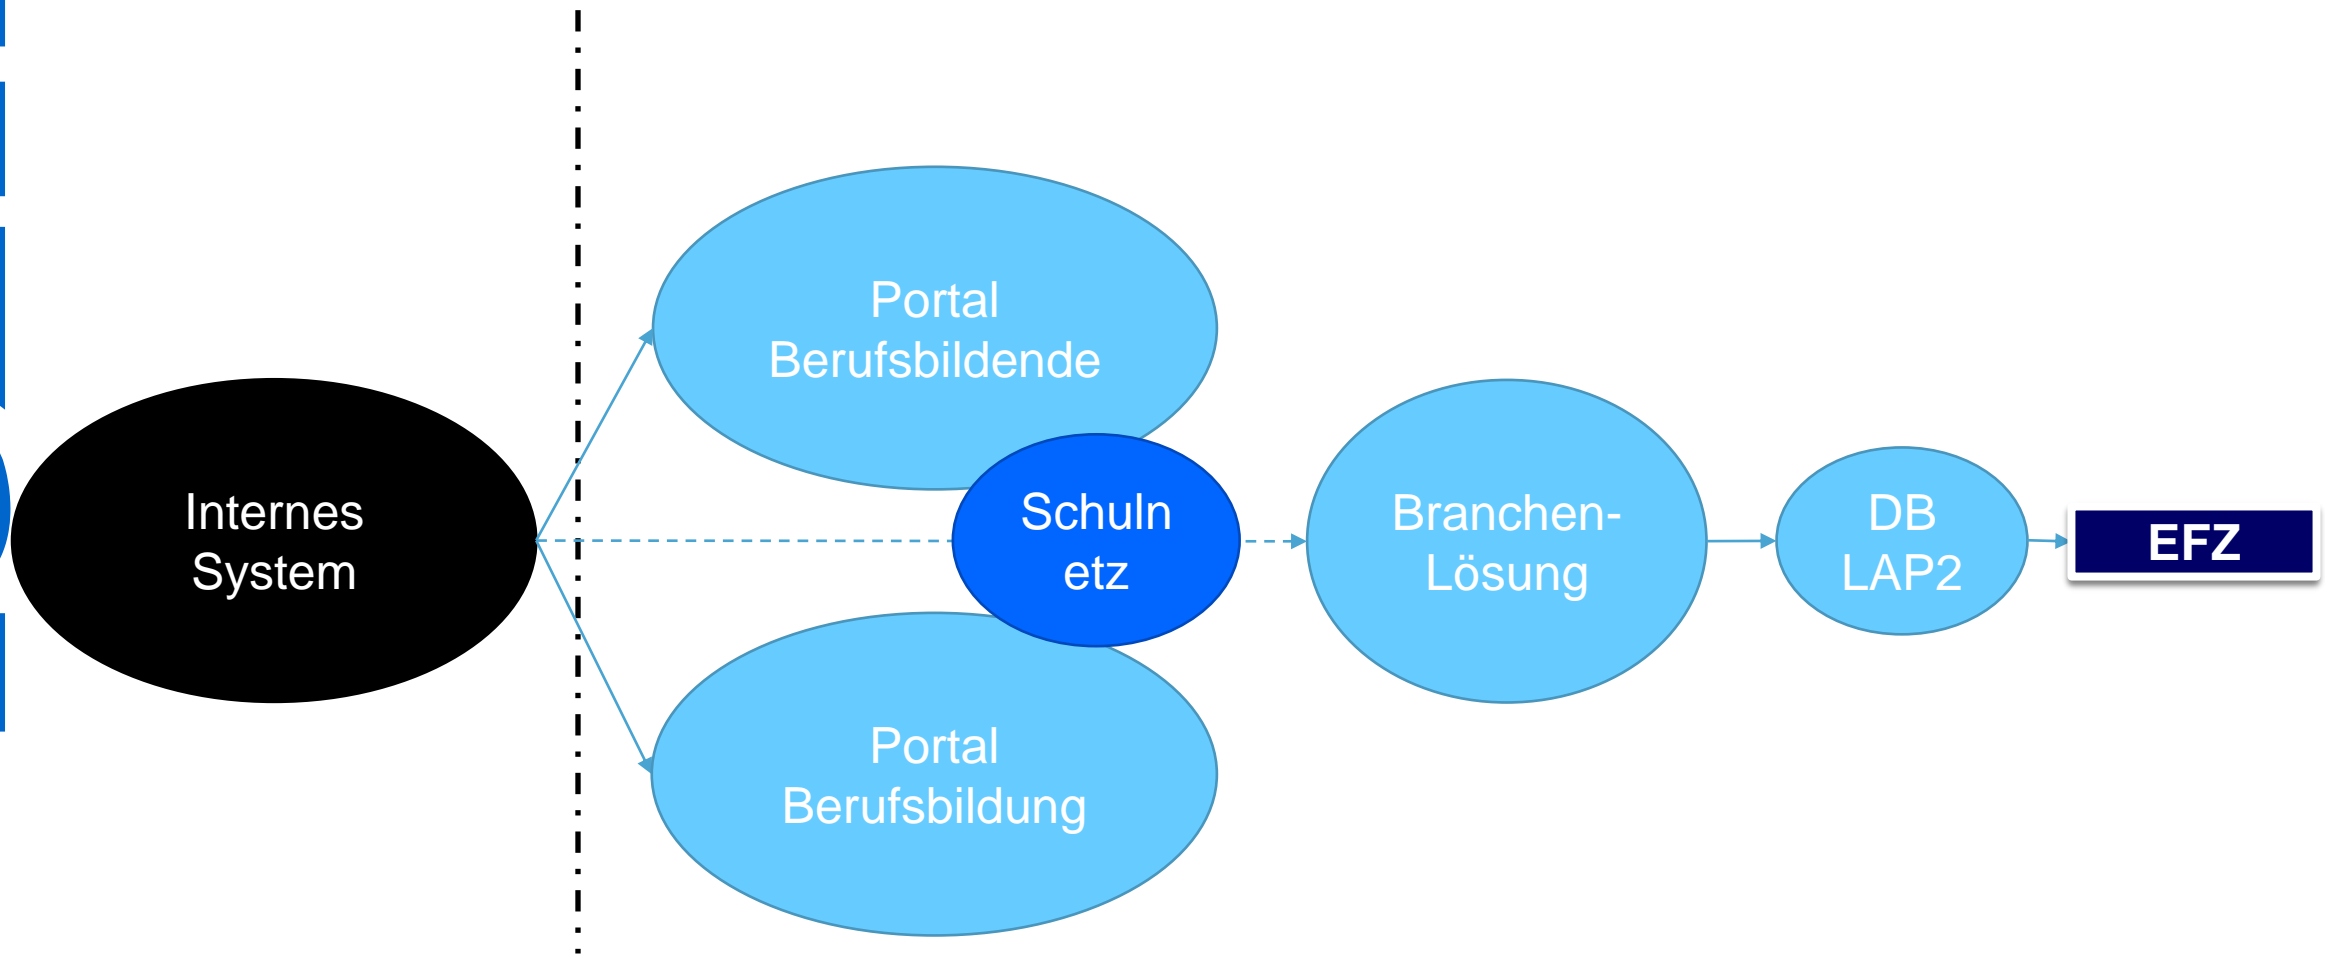 Internes
System
Portal
Berufsbildende
Schuln
etz
Portal
Berufsbildung
Branchen-
Lösung
DB
LAP2
EFZ